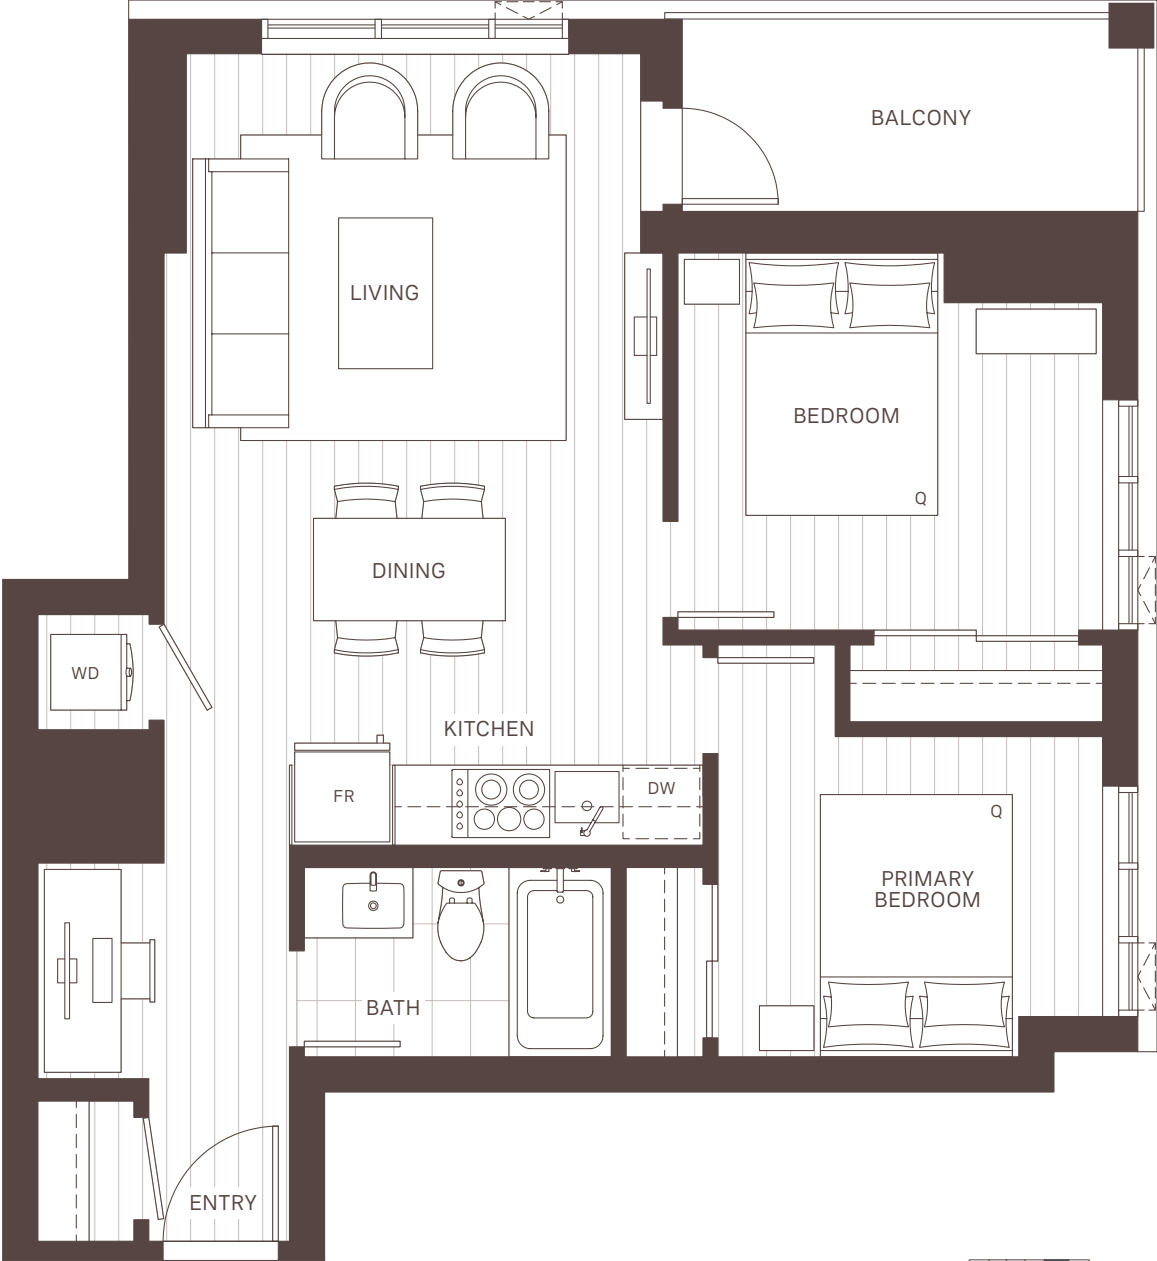 BALCONY
LIVING
BEDROOM
Q
DINING
WD
KITCHEN
FR
DW
Q
PRIMARY
BEDROOM
BATH
ENTRY